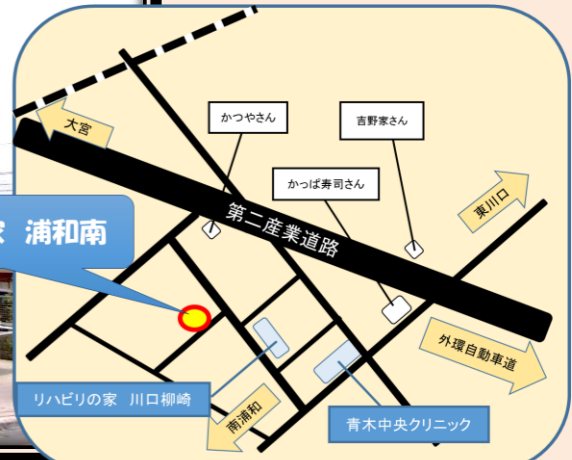 大宮
かつやさん
吉野家さん
かっぱ寿司さん
第二産業道路
東川口
浦和南
外環自動車道
リハビリの家 川口柳崎
南浦和
青木中央クリニック